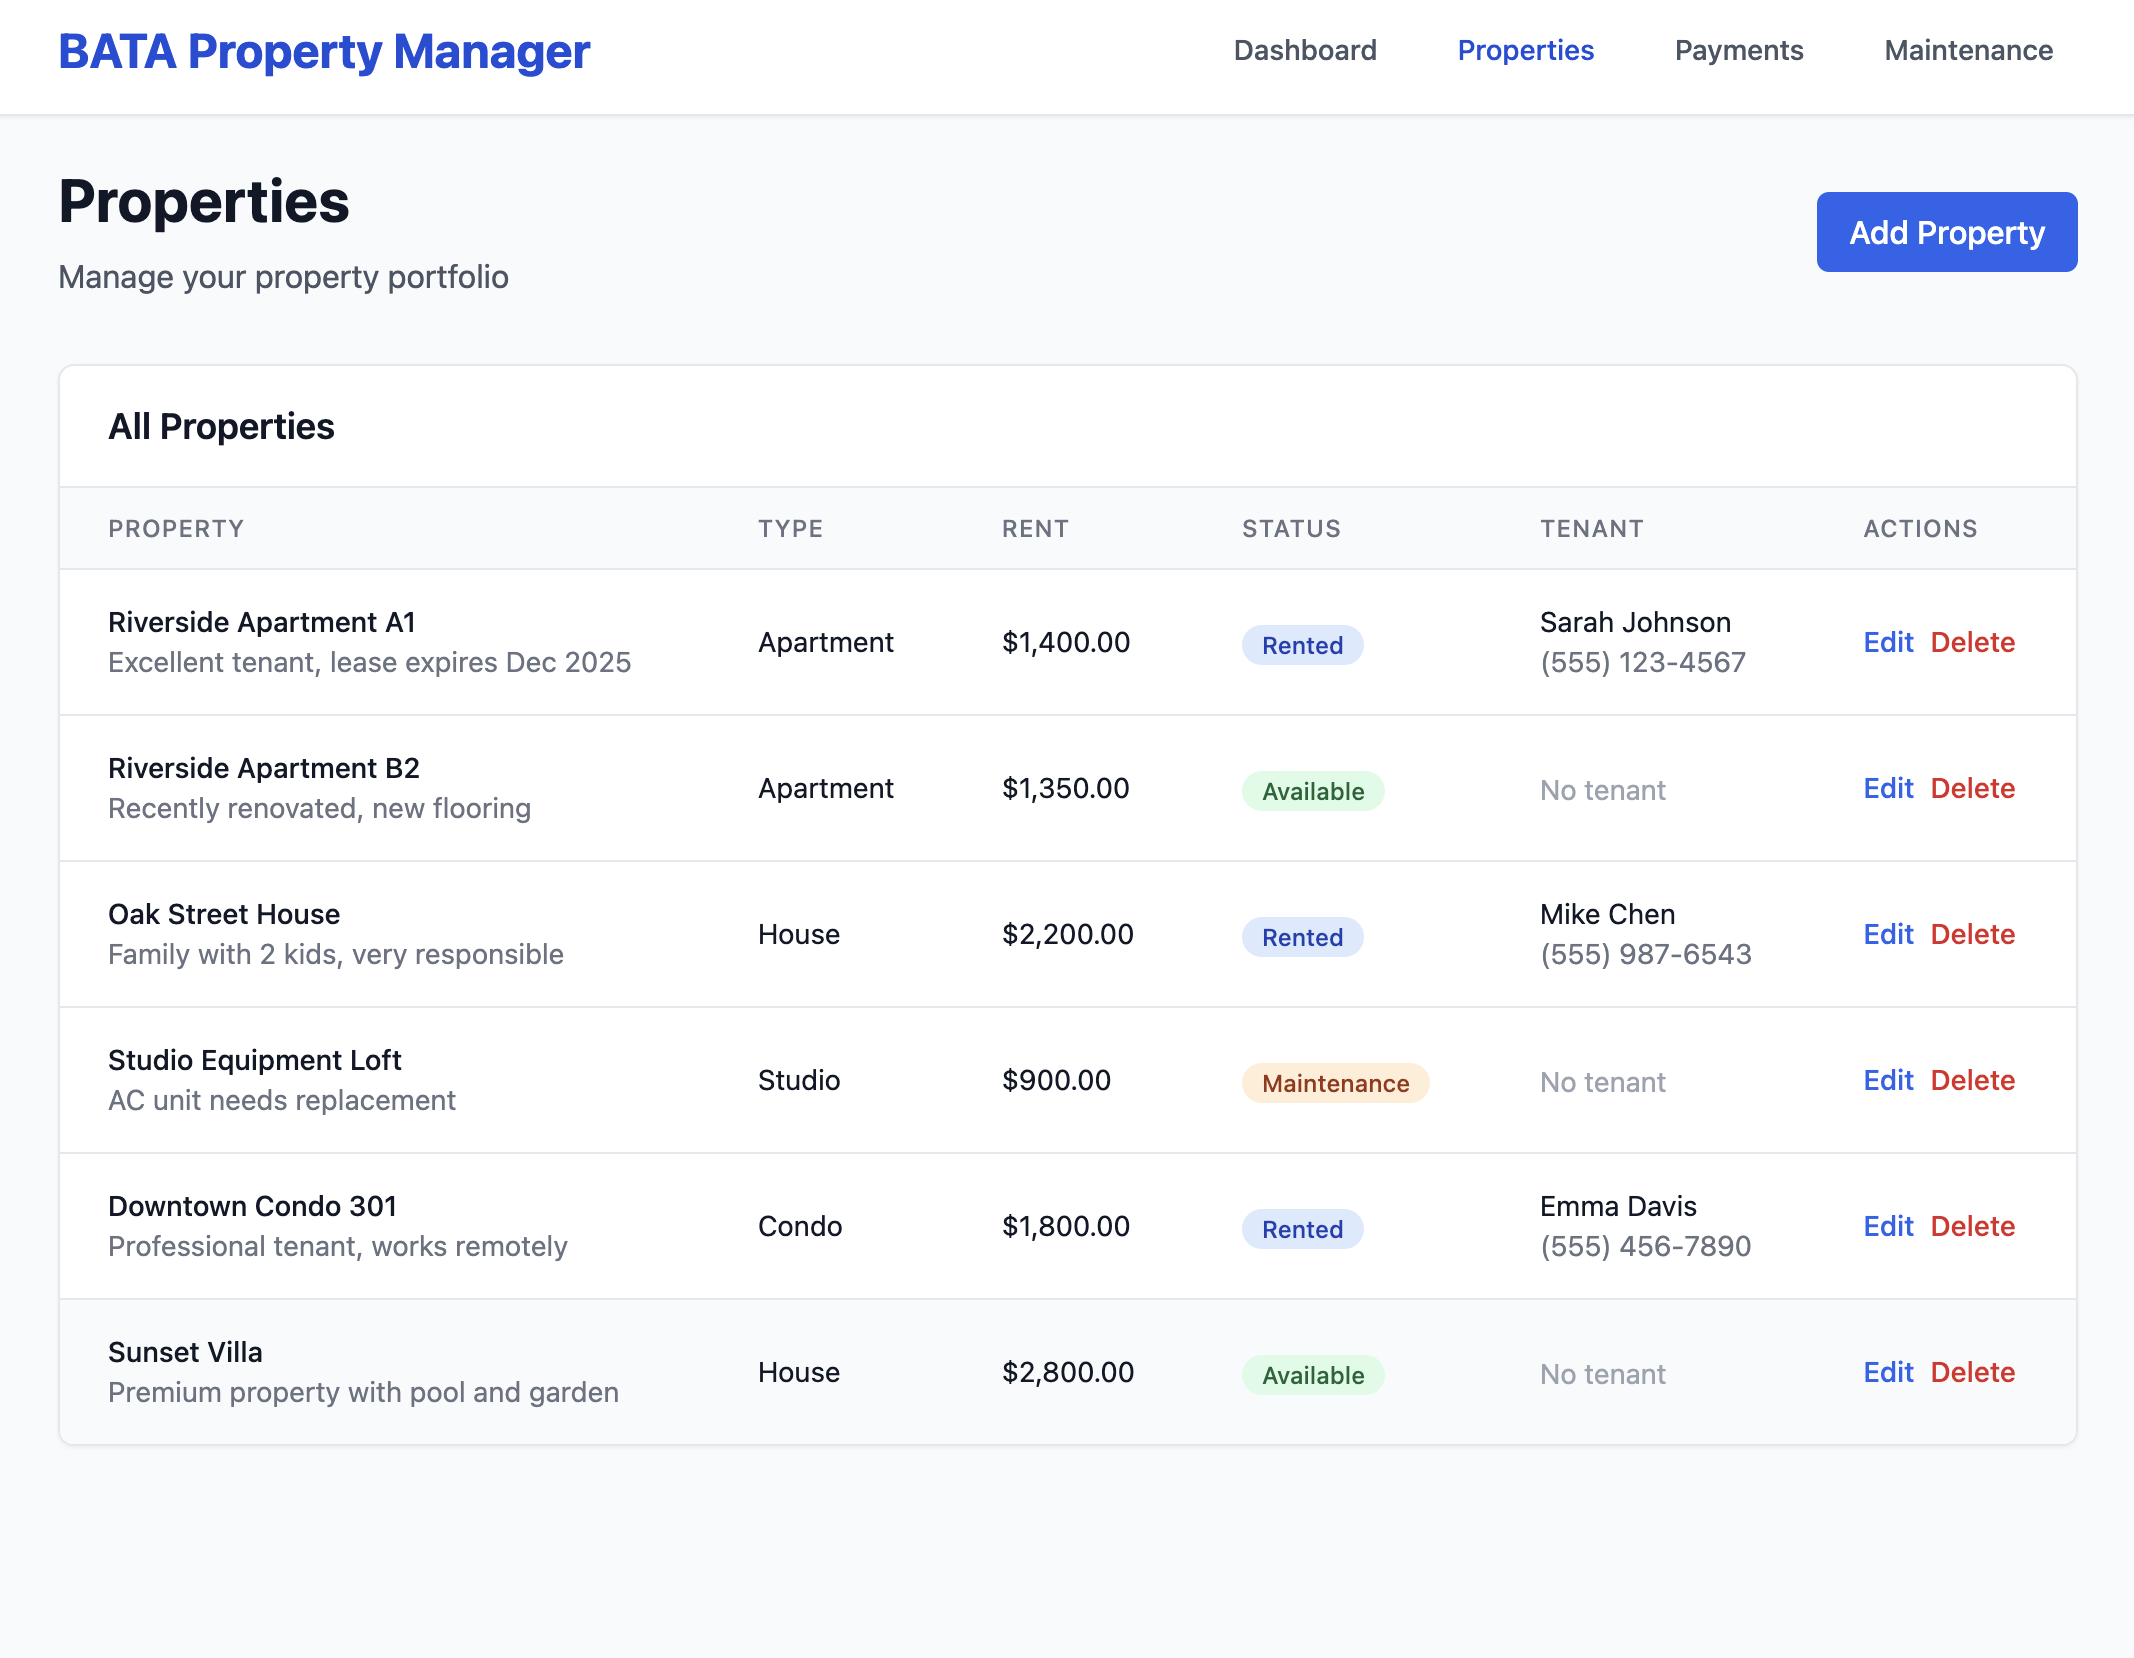 BATA Property Manager
Dashboard Properties Payments Maintenance
Properties
Manage your property portfolio
Add Property
All Properties
PROPERTY TYPE RENT STATUS TENANT ACTIONS
Riverside Apartment A1
Excellent tenant, lease expires Dec 2025
Apartment
$1,400.00
Rented
Sarah Johnson
(555) 123-4567
Edit Delete
Riverside Apartment B2
Recently renovated, new flooring
Apartment
$1,350.00
Available
No tenant
Edit Delete
Oak Street House
Family with 2 kids, very responsible
House
$2,200.00
Rented
Mike Chen
(555) 987-6543
Edit Delete
Studio Equipment Loft
AC unit needs replacement
Studio
$900.00
Maintenance
No tenant
Edit Delete
Downtown Condo 301
Professional tenant, works remotely
Condo
$1,800.00
Rented
Emma Davis
(555) 456-7890
Edit Delete
Sunset Villa
Premium property with pool and garden
House
$2,800.00
Available
No tenant
Edit Delete